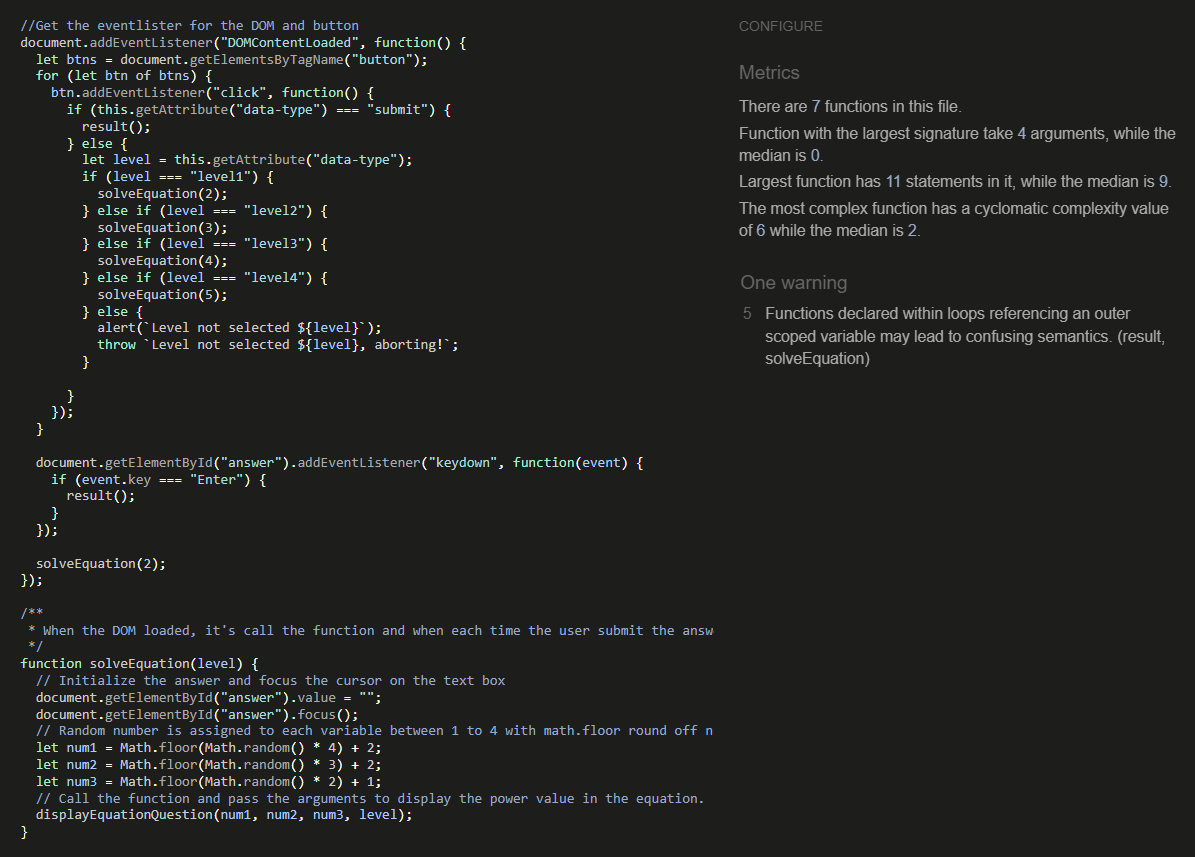 //Get the eventlister for the DOM and button
document.addEventListener("DOMContentLoaded", function() {
  let btns = document.getElementsByTagName("button");
  for (let btn of btns) {
    btn.addEventListener("click", function() {
      if (this.getAttribute("data-type") === "submit") {
        result();
      } else {
        let level = this.getAttribute("data-type");
        if (level === "level1") {
          solveEquation(2);
        } else if (level === "level2") {
          solveEquation(3);
        } else if (level === "level3") {
          solveEquation(4);
        } else if (level === "level4") {
          solveEquation(5);
        } else {
          alert(`Level not selected ${level}`);
          throw `Level not selected ${level}, aborting!`;
        }

      }
    });
  }

  document.getElementById("answer").addEventListener("keydown", function(event) {
    if (event.key === "Enter") {
      result();
    }
  });

  solveEquation(2);
});

/**
 * When the DOM loaded, it's call the function and when each time the user submit the answ
 */
function solveEquation(level) {
  // Initialize the answer and focus the cursor on the text box
  document.getElementById("answer").value = "";
  document.getElementById("answer").focus();
  // Random number is assigned to each variable between 1 to 4 with math.floor round off n
  let num1 = Math.floor(Math.random() * 4) + 2;
  let num2 = Math.floor(Math.random() * 3) + 2;
  let num3 = Math.floor(Math.random() * 2) + 1;
  // Call the function and pass the arguments to display the power value in the equation.
  displayEquationQuestion(num1, num2, num3, level);
}
CONFIGURE
Metrics
There are 7 functions in this file.
Function with the largest signature take 4 arguments, while the
median is 0.
Largest function has 11 statements in it, while the median is 9.
The most complex function has a cyclomatic complexity value
of 6 while the median is 2.
One warning
5 Functions declared within loops referencing an outer
scoped variable may lead to confusing semantics. (result,
solveEquation)